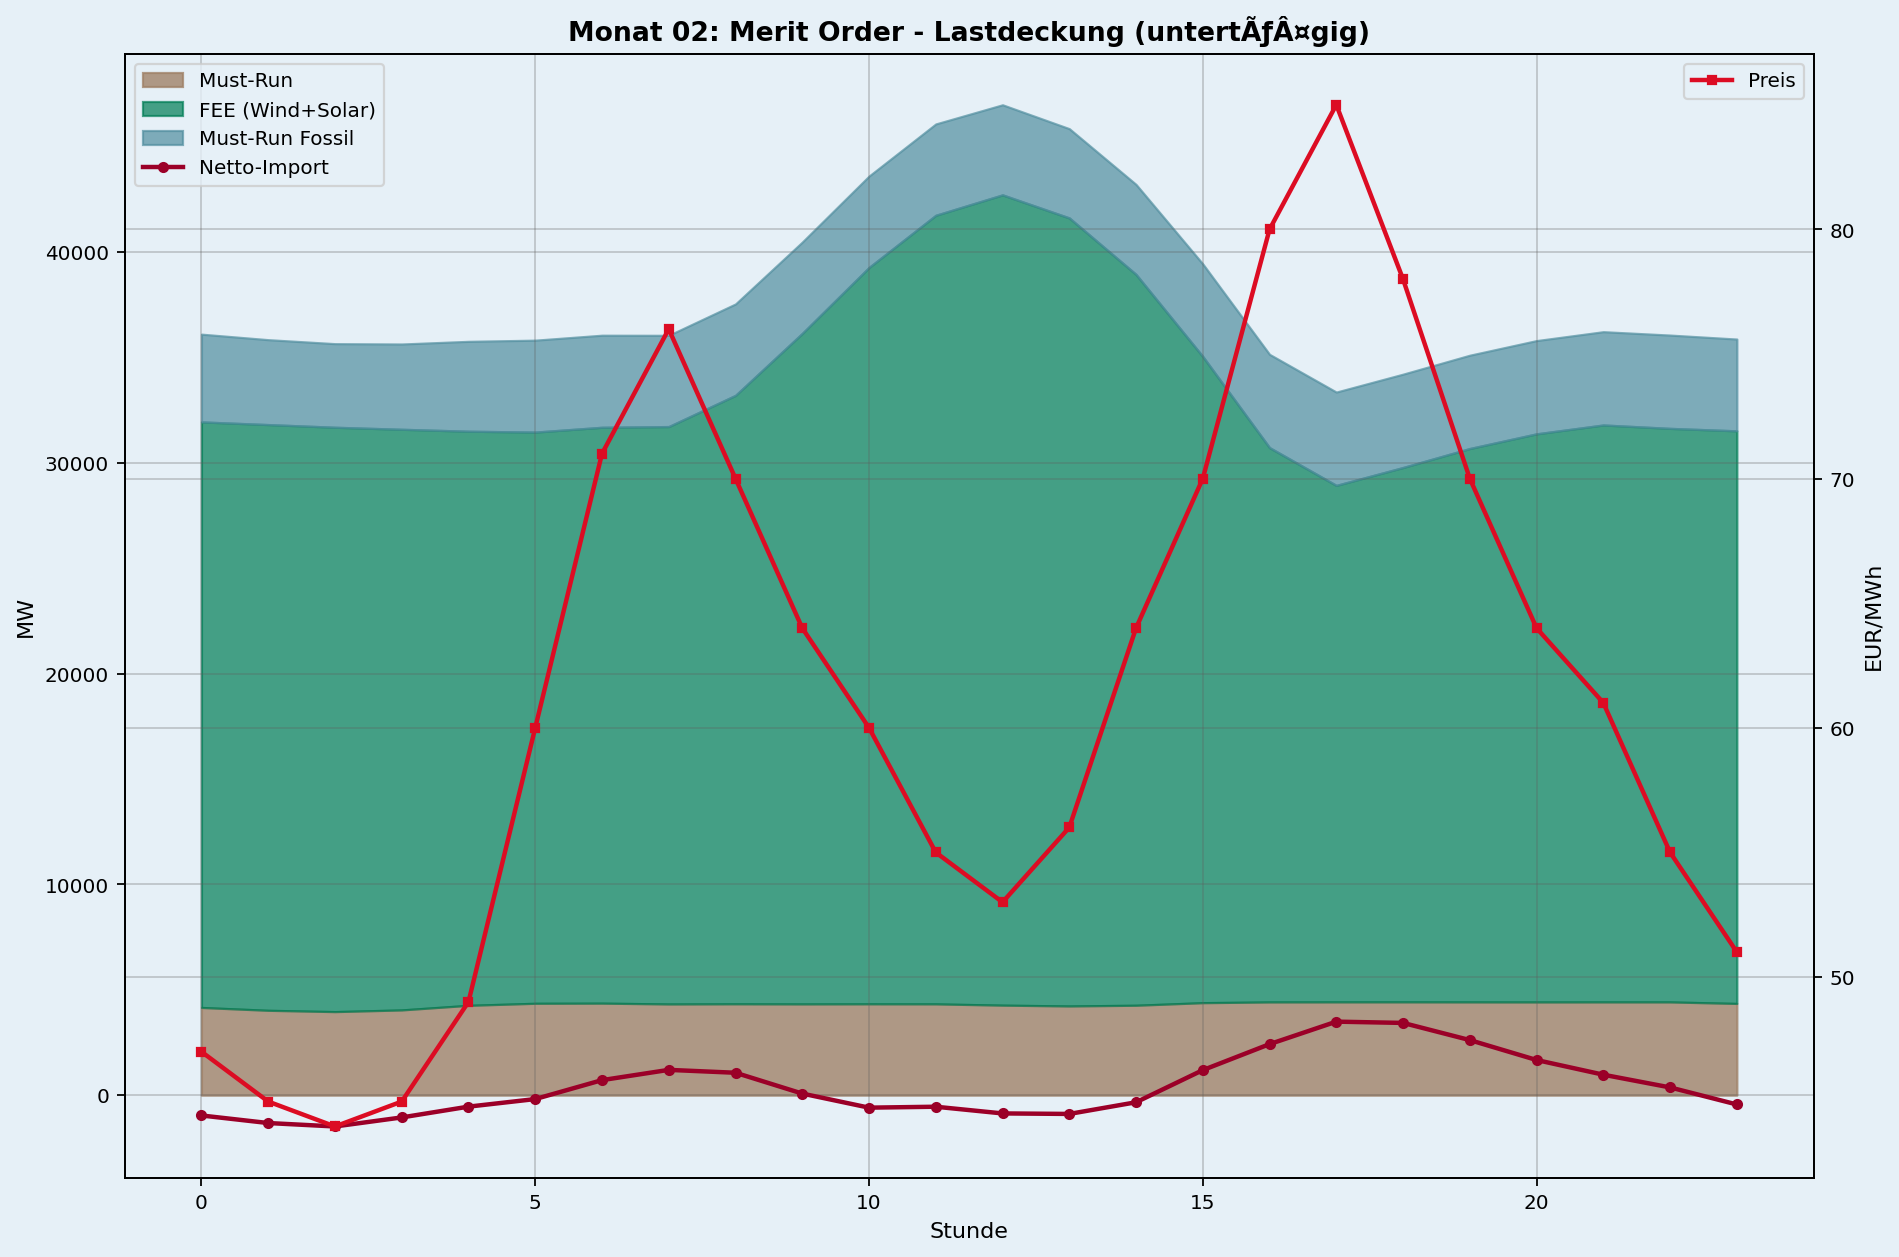 Monat 02: Merit Order - Lastdeckung (untertÃƒÂ¤gig)
Must-Run
FEE (Wind+Solar)
Must-Run Fossil
Netto-Import
Preis
MW
40000
30000
20000
10000
0
80
70
60
50
EUR/MWh
0 5 10 15 20
Stunde